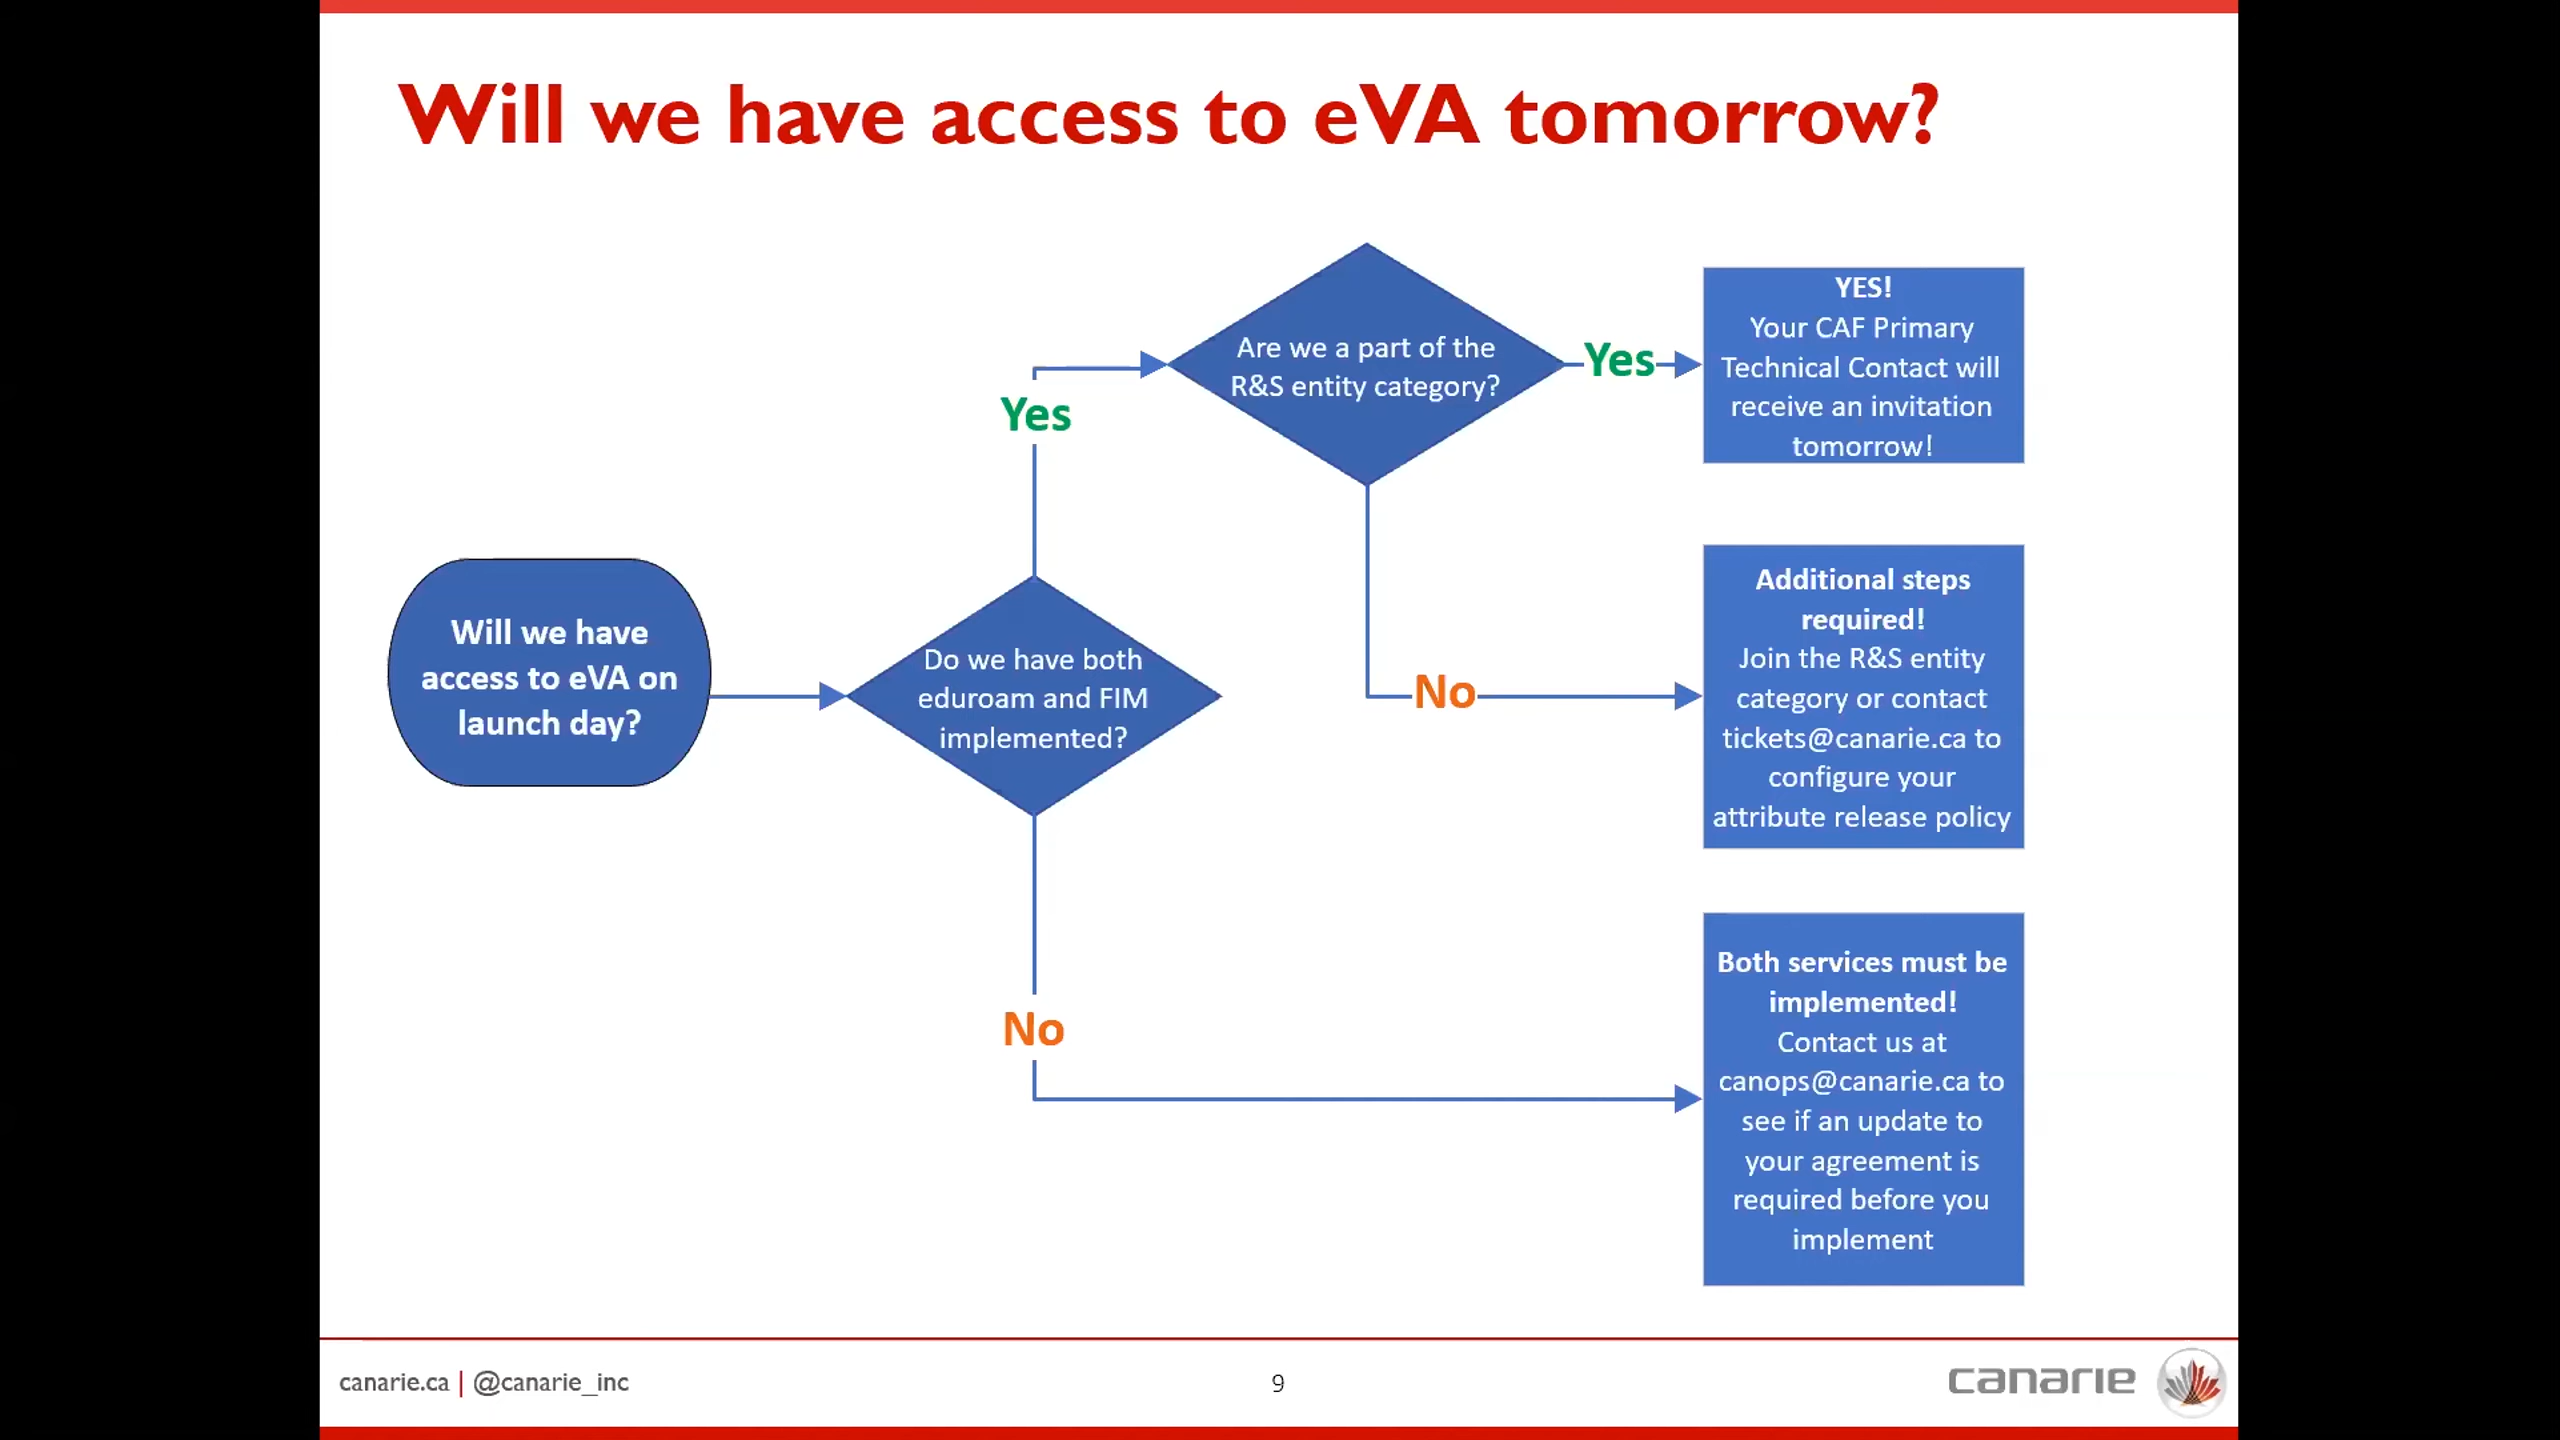 Will we have access to eVA tomorrow?
Will we have
access to eVA on
launch day?
Do we have both
eduroam and FIM
implemented?
Yes
Are we a part of the
R&S entity category?
Yes
YES!
Your CAF Primary
Technical Contact will
receive an invitation
tomorrow!
No
Additional steps
required!
Join the R&S entity
category or contact
tickets@canarie.ca to
configure your
attribute release policy
No
Both services must be
implemented!
Contact us at
canops@canarie.ca to
see if an update to
your agreement is
required before you
implement
canarie.ca | @canarie_inc
9
canarie